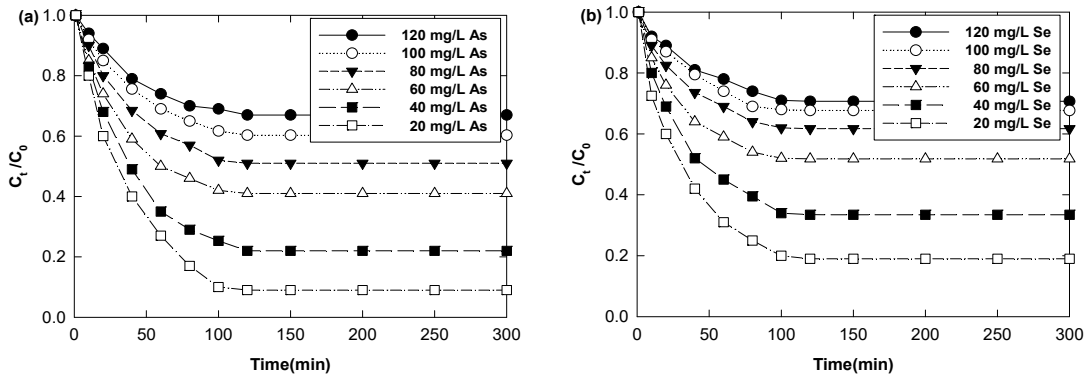 (a)
1.0
0.8
0.6
0.4
0.2
0.0
Cₜ /C₀
0
50
100
150
200
250
300
Time(min)
120 mg/L As
100 mg/L As
80 mg/L As
60 mg/L As
40 mg/L As
20 mg/L As
(b)
1.0
0.8
0.6
0.4
0.2
0.0
Cₜ /C₀
0
50
100
150
200
250
300
Time(min)
120 mg/L Se
100 mg/L Se
80 mg/L Se
60 mg/L Se
40 mg/L Se
20 mg/L Se